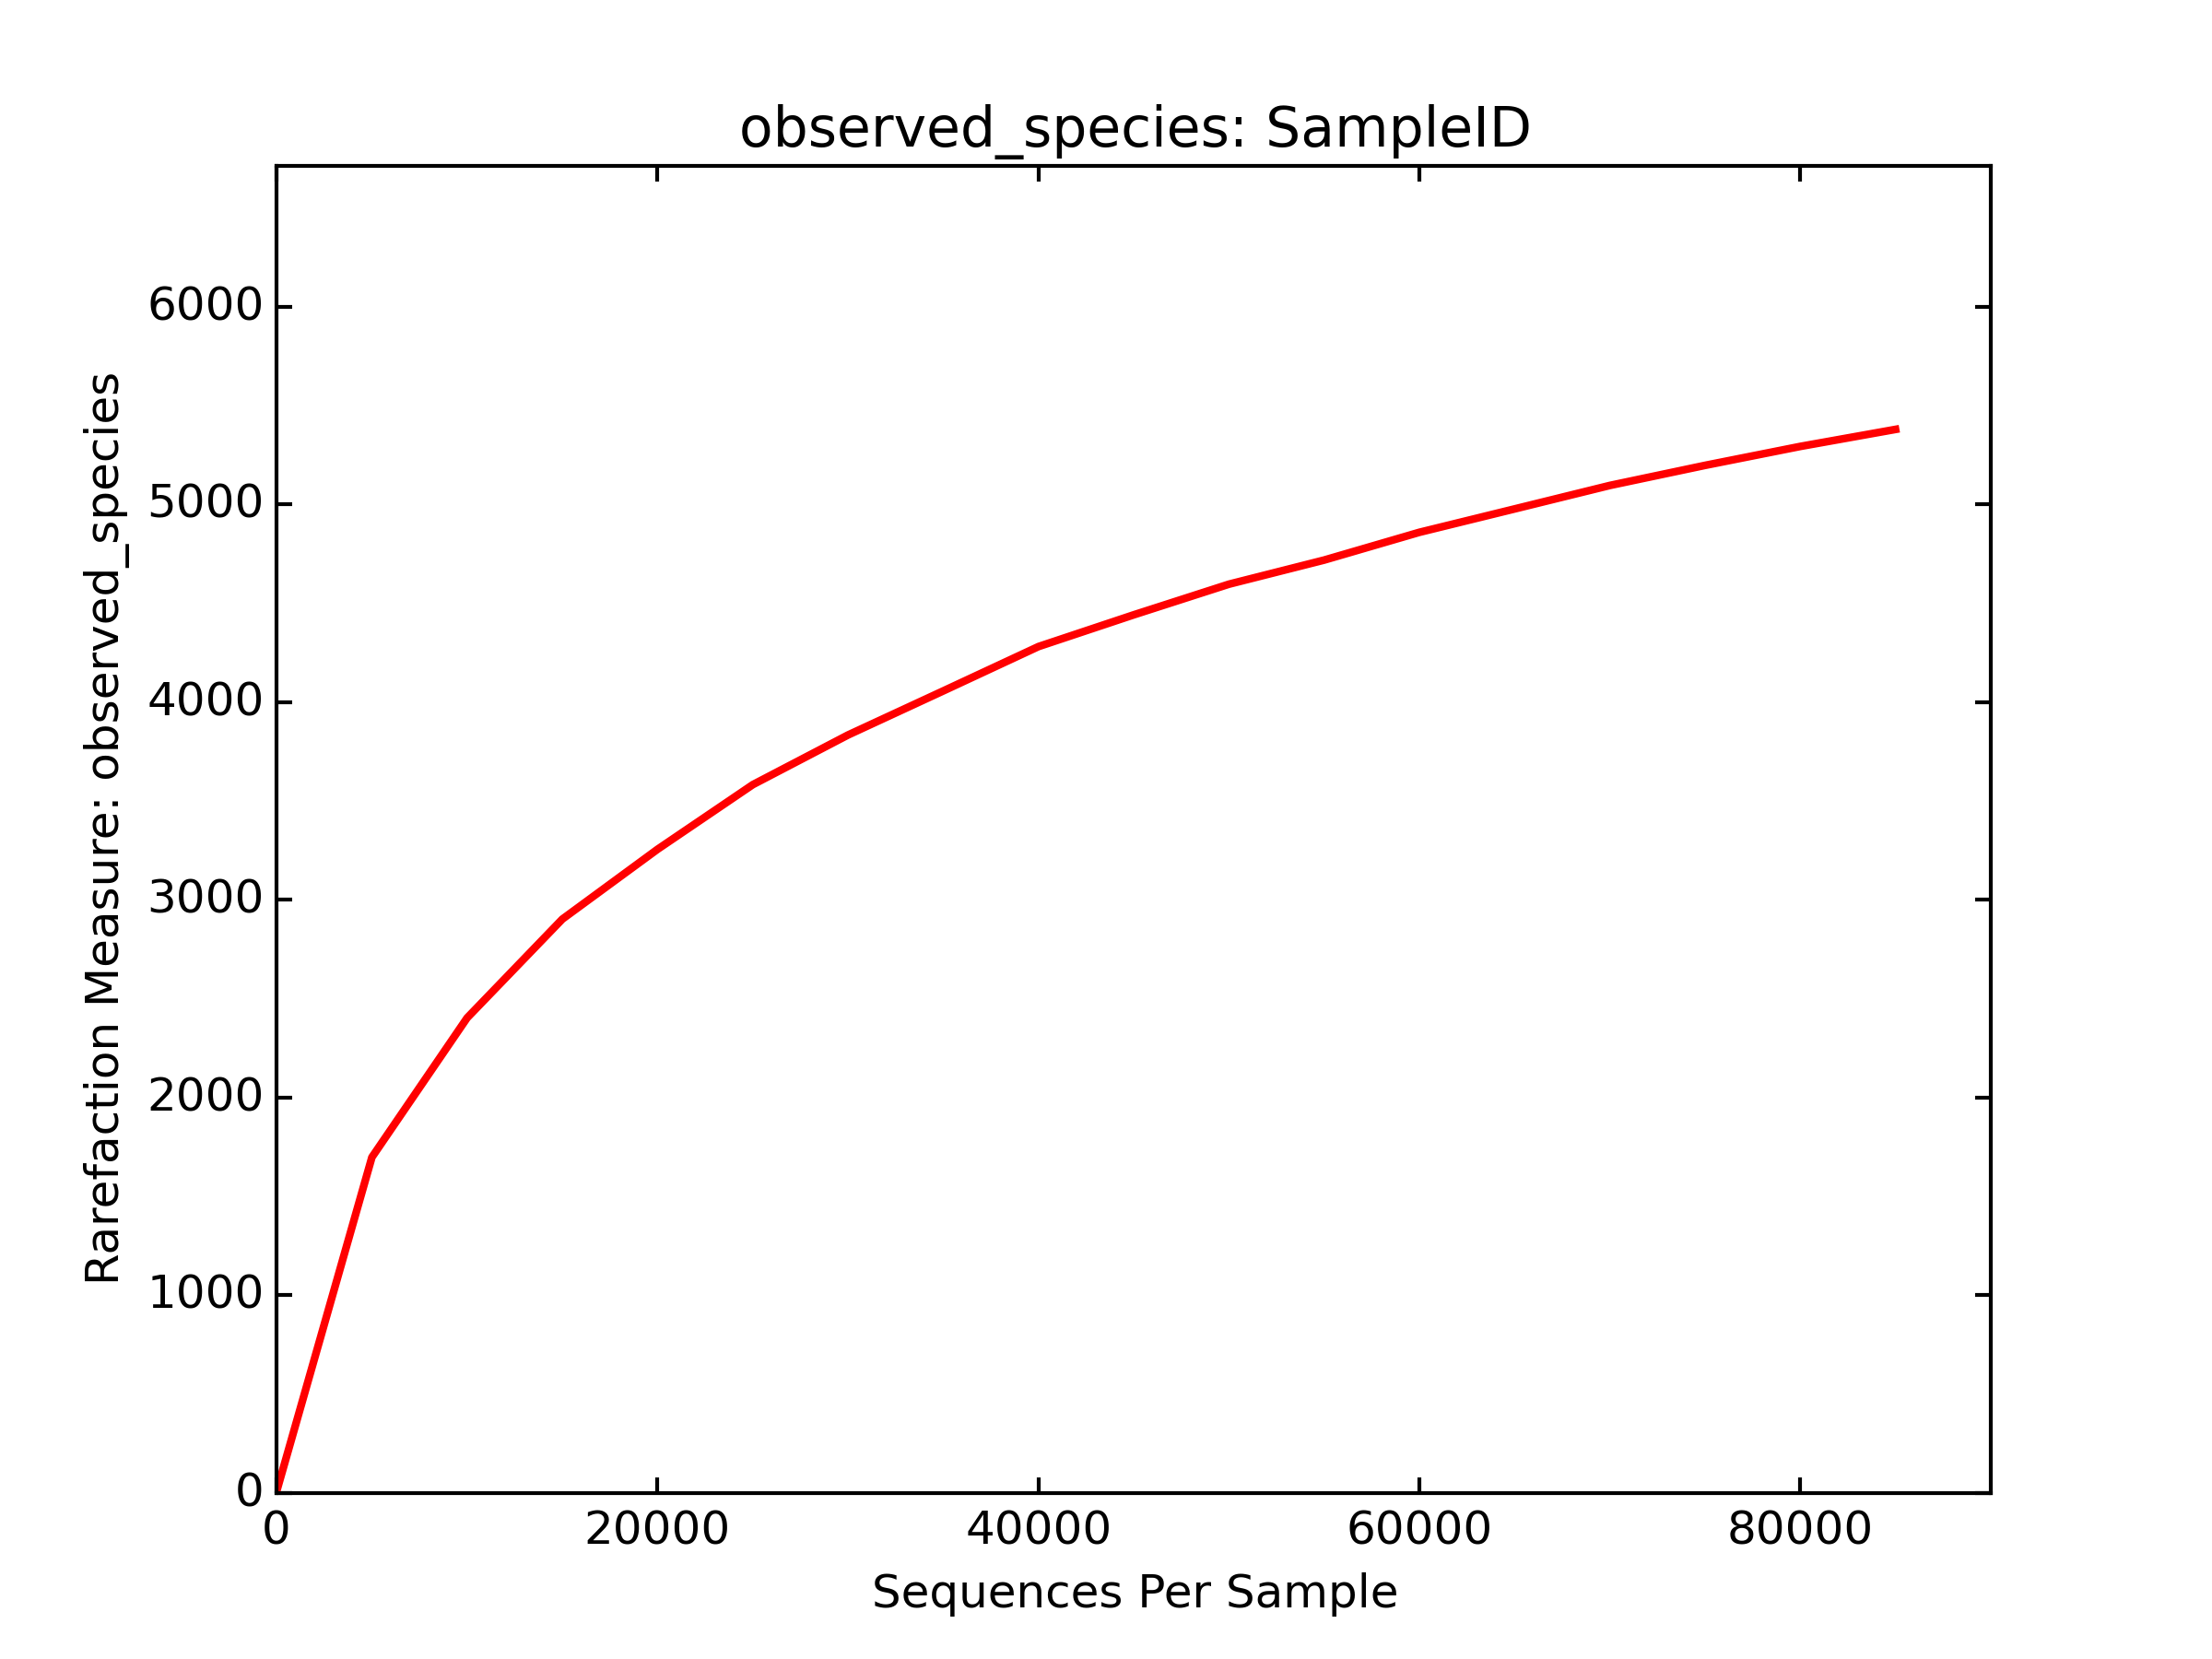 observed_species: SampleID
Rarefaction Measure: observed_species
6000
5000
4000
3000
2000
1000
0
0 20000 40000 60000 80000
Sequences Per Sample